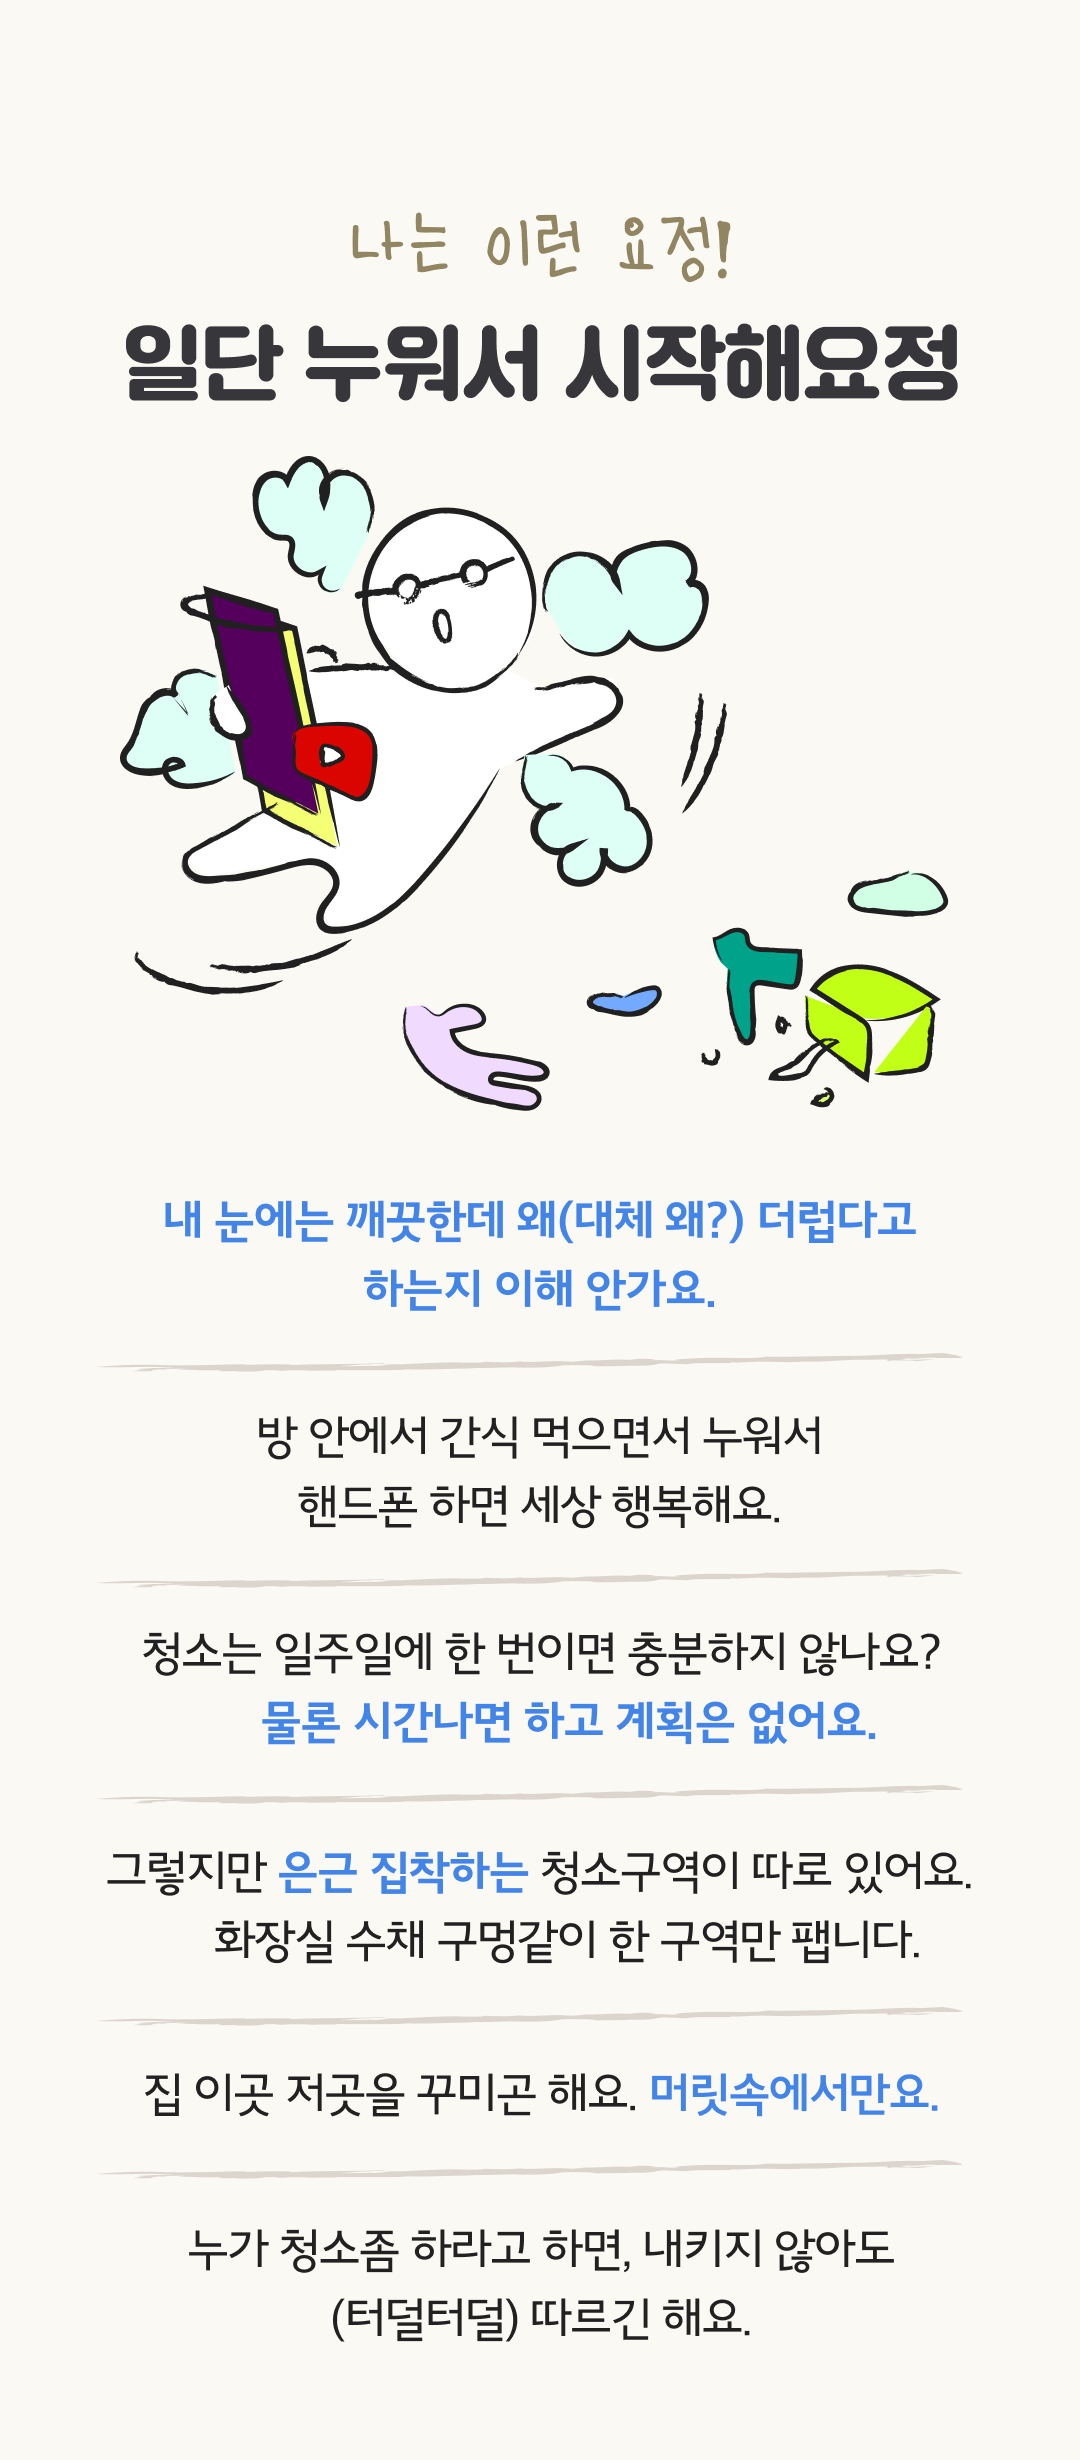 나는 이런 요정!
일단 누워서 시작해요정
내 눈에는 깨끗한데 왜(대체 왜?) 더럽다고
하는지 이해 안가요.
방 안에서 간식 먹으면서 누워서
핸드폰 하면 세상 행복해요.
청소는 일주일에 한 번이면 충분하지 않나요?
물론 시간나면 하고 계획은 없어요.
그렇지만 은근 집착하는 청소구역이 따로 있어요.
화장실 수채 구멍같이 한 구역만 팹니다.
집 이곳 저곳을 꾸미곤 해요. 머릿속에서만요.
누가 청소좀 하라고 하면, 내키지 않아도
(터덜터덜) 따르긴 해요.